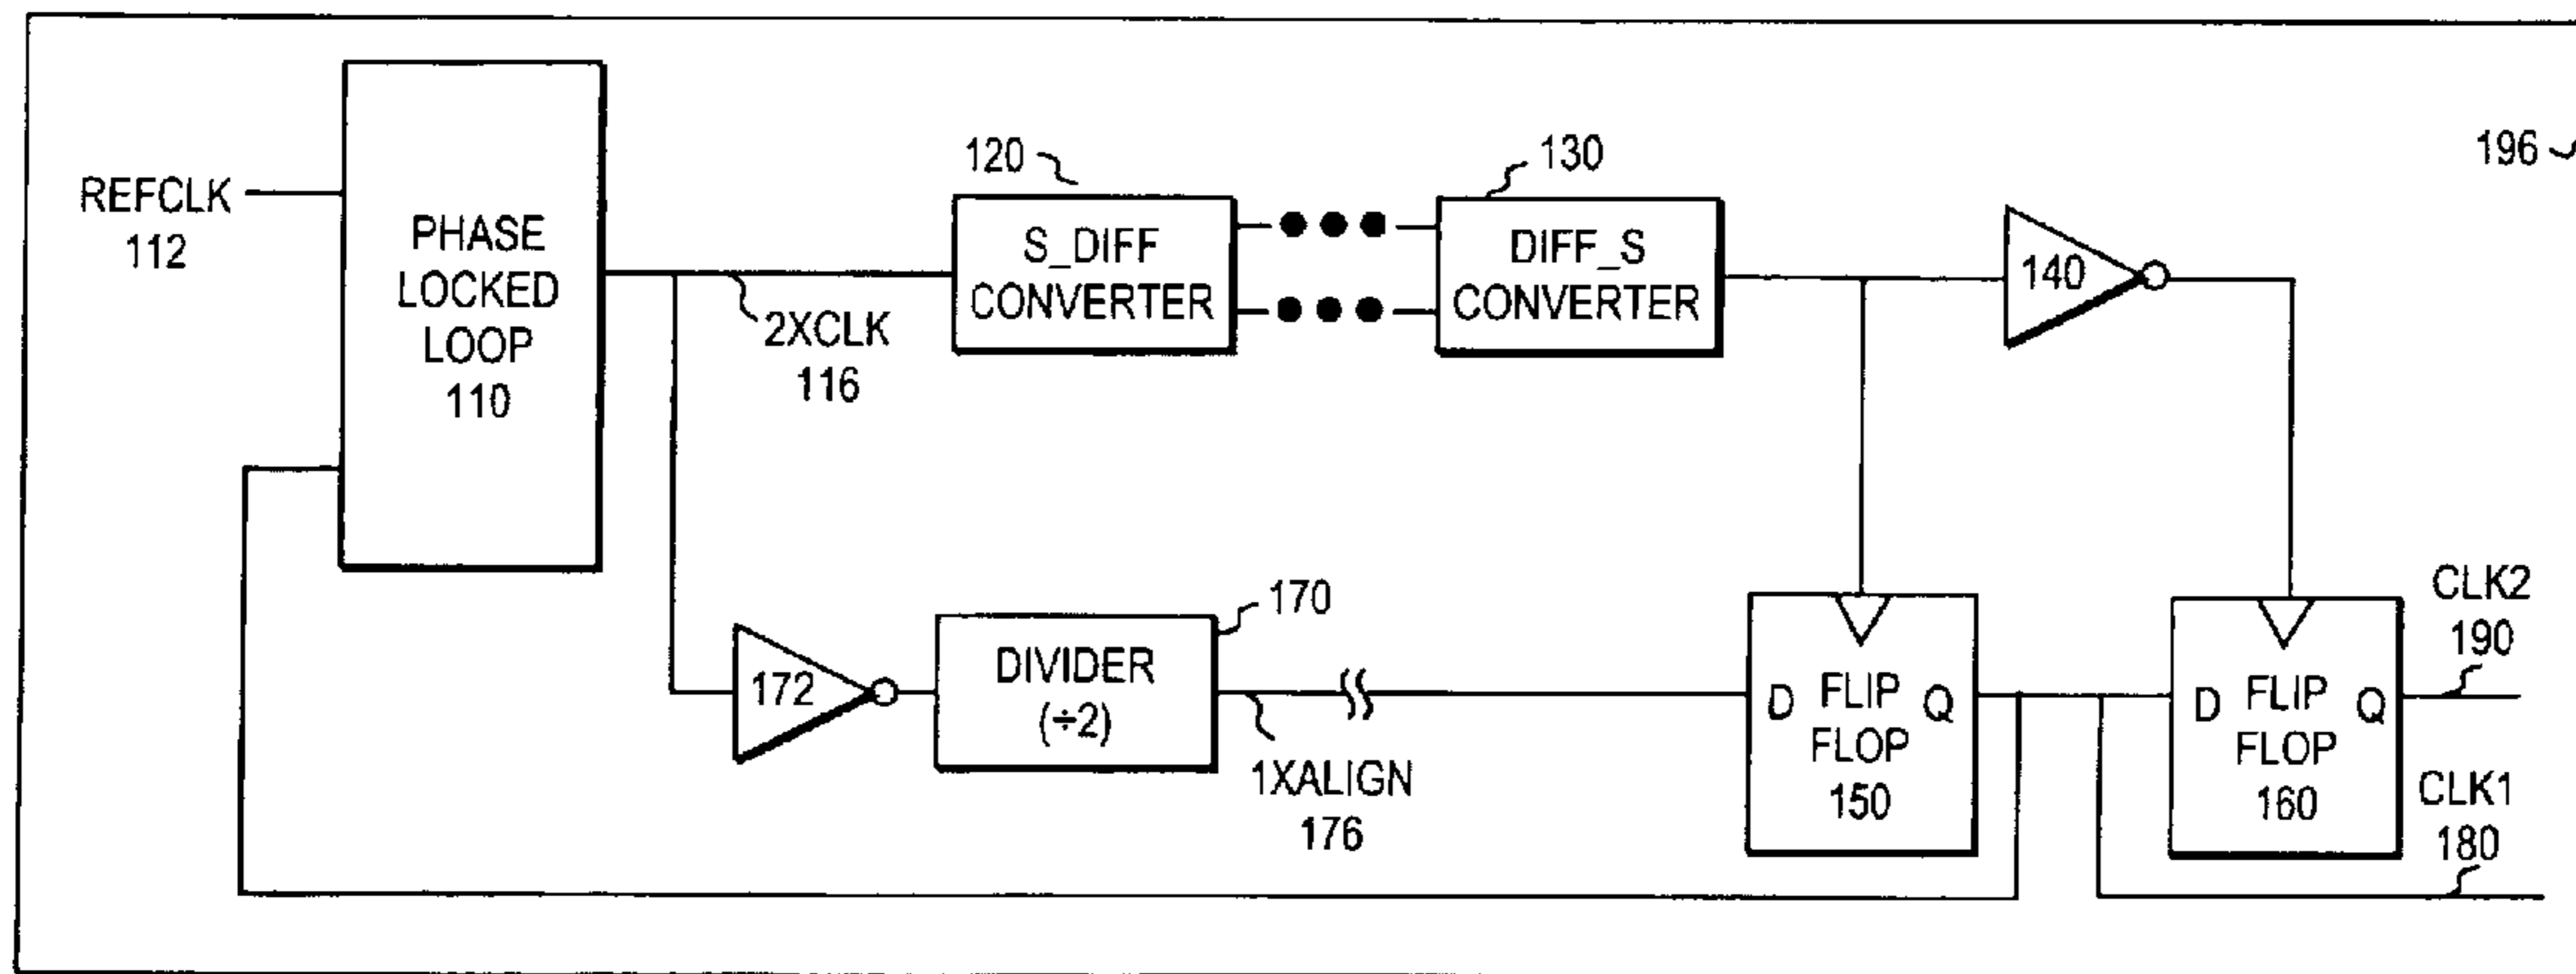 REFCLK
112
PHASE
LOCKED
LOOP
110
2XCLK
116
120
S_DIFF
CONVERTER
130
DIFF_S
CONVERTER
140
196
172
170
DIVIDER
(÷2)
1XALIGN
176
D FLIP Q
FLOP
150
D FLIP Q
FLOP
160
CLK2
190
CLK1
180